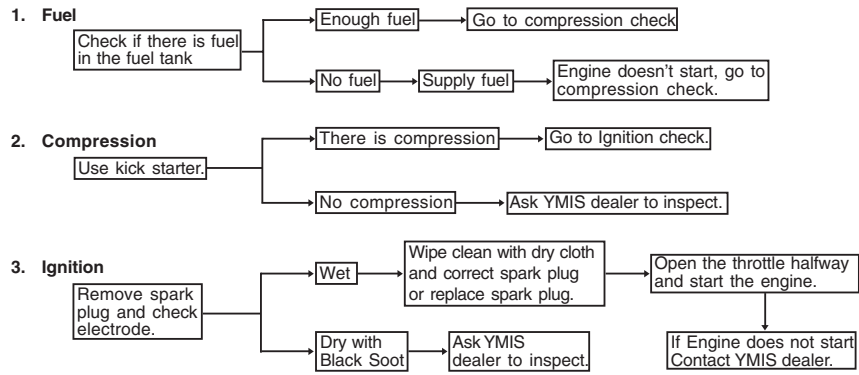 1. Fuel
Check if there is fuel
in the fuel tank
Enough fuel
Go to compression check
No fuel
Supply fuel
Engine doesn't start, go to
compression check.
2. Compression
Use kick starter.
There is compression
Go to Ignition check.
No compression
Ask YMIS dealer to inspect.
3. Ignition
Remove spark
plug and check
electrode.
Wet
Wipe clean with dry cloth
and correct spark plug
or replace spark plug.
Open the throttle halfway
and start the engine.
If Engine does not start
Contact YMIS dealer.
Dry with
Black Soot
Ask YMIS
dealer to inspect.